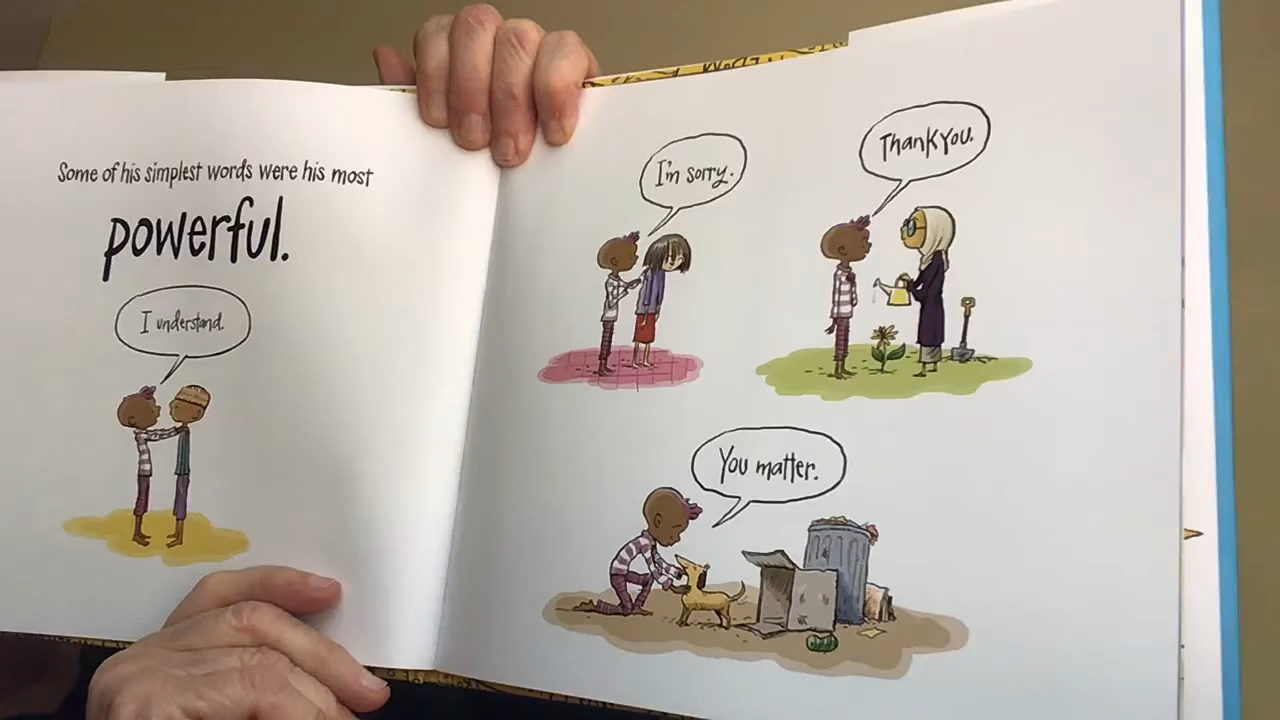 Some of his simplest words were his most
powerful.
I understand.
I'm sorry.
Thank you.
You matter.